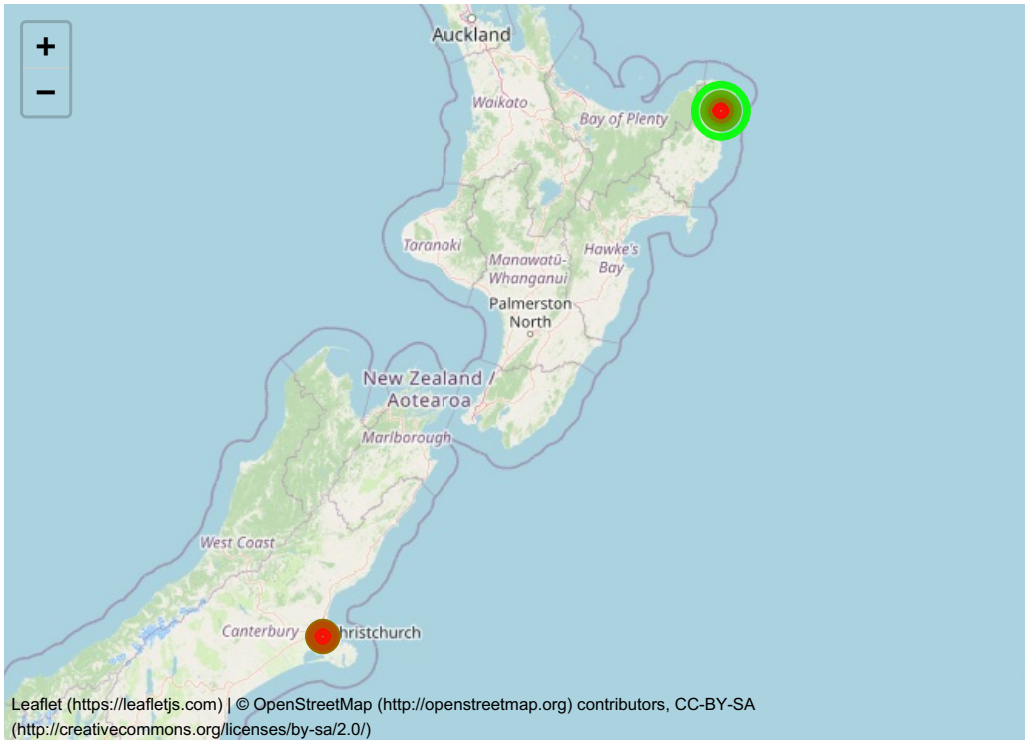 +
−
Auckland
Waikato
Bay of Plenty
Taranaki
Hawke's
Bay
Manawatū-
Whanganui
Palmerston
North
New Zealand /
Aotearoa
Marlborough
West Coast
Canterbury
hristchurch
Leaflet (https://leafletjs.com) | © OpenStreetMap (http://openstreetmap.org) contributors, CC-BY-SA
(http://creativecommons.org/licenses/by-sa/2.0/)